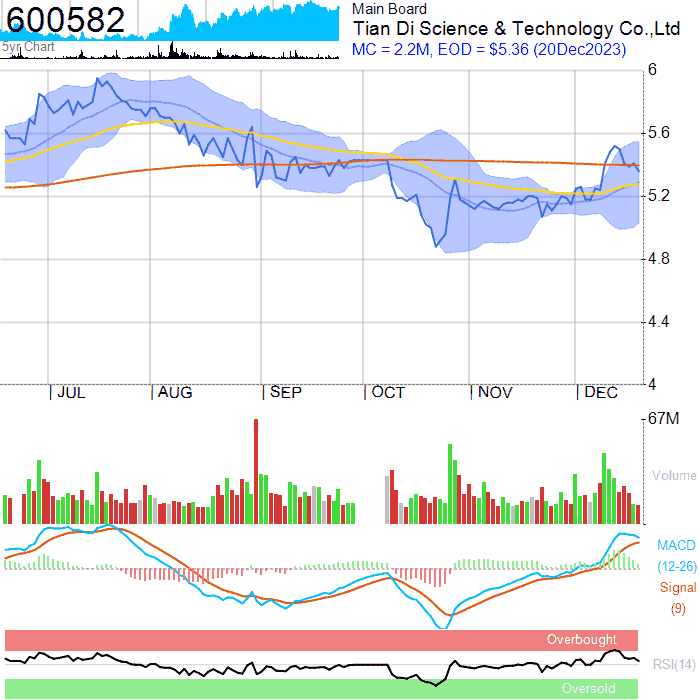 600582
5yr Chart
Main Board
Tian Di Science & Technology Co.,Ltd
MC = 2.2M, EOD = $5.36 (20Dec2023)
6
5.6
5.2
4.8
4.4
4
JUL AUG SEP OCT NOV DEC
67M
Volume
MACD
(12-26)
Signal
(9)
Overbought
RSI(14)
Oversold